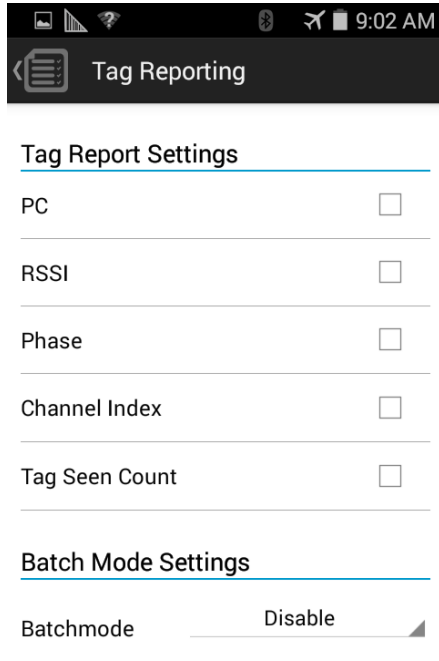 9:02 AM
Tag Reporting
Tag Report Settings
PC
RSSI
Phase
Channel Index
Tag Seen Count
Batch Mode Settings
Batchmode Disable